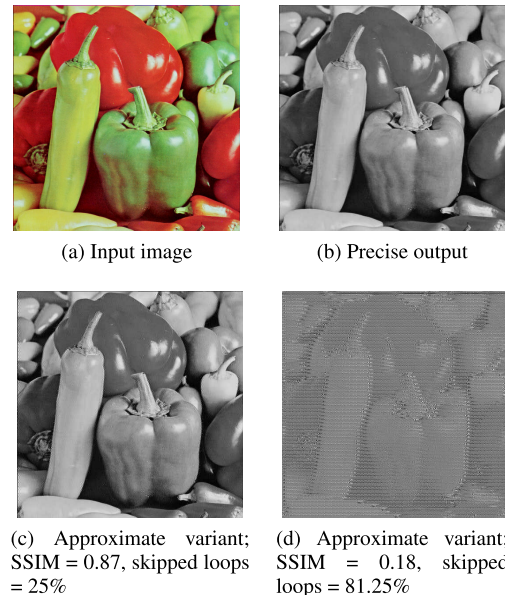 (a) Input image
(b) Precise output
(c) Approximate variant;
SSIM = 0.87, skipped loops
= 25%
(d) Approximate variant;
SSIM = 0.18, skipped
loops = 81.25%